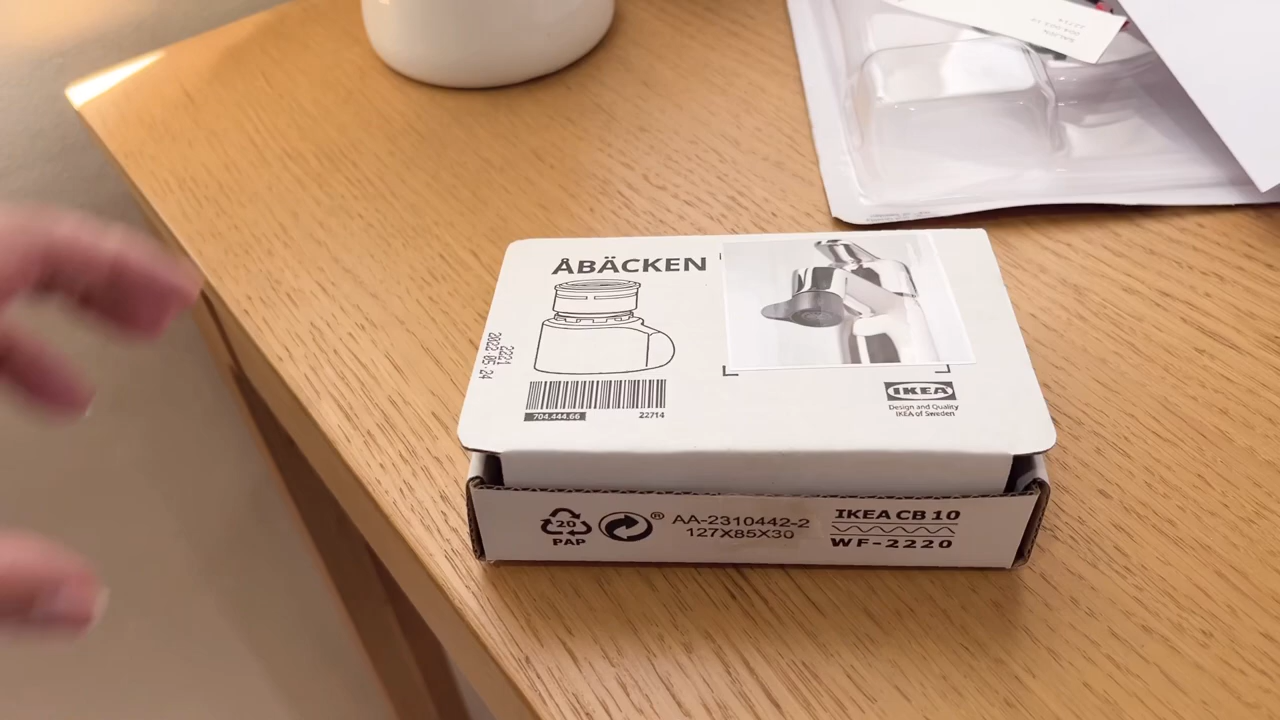 ÅBÄCKEN
2221
2022-05-24
704.444.66
22714
IKEA
Design and Quality
IKEA of Sweden
20
PAP
®
AA-2310442-2
127X85X30
IKEA CB 10
WF-2220
22714